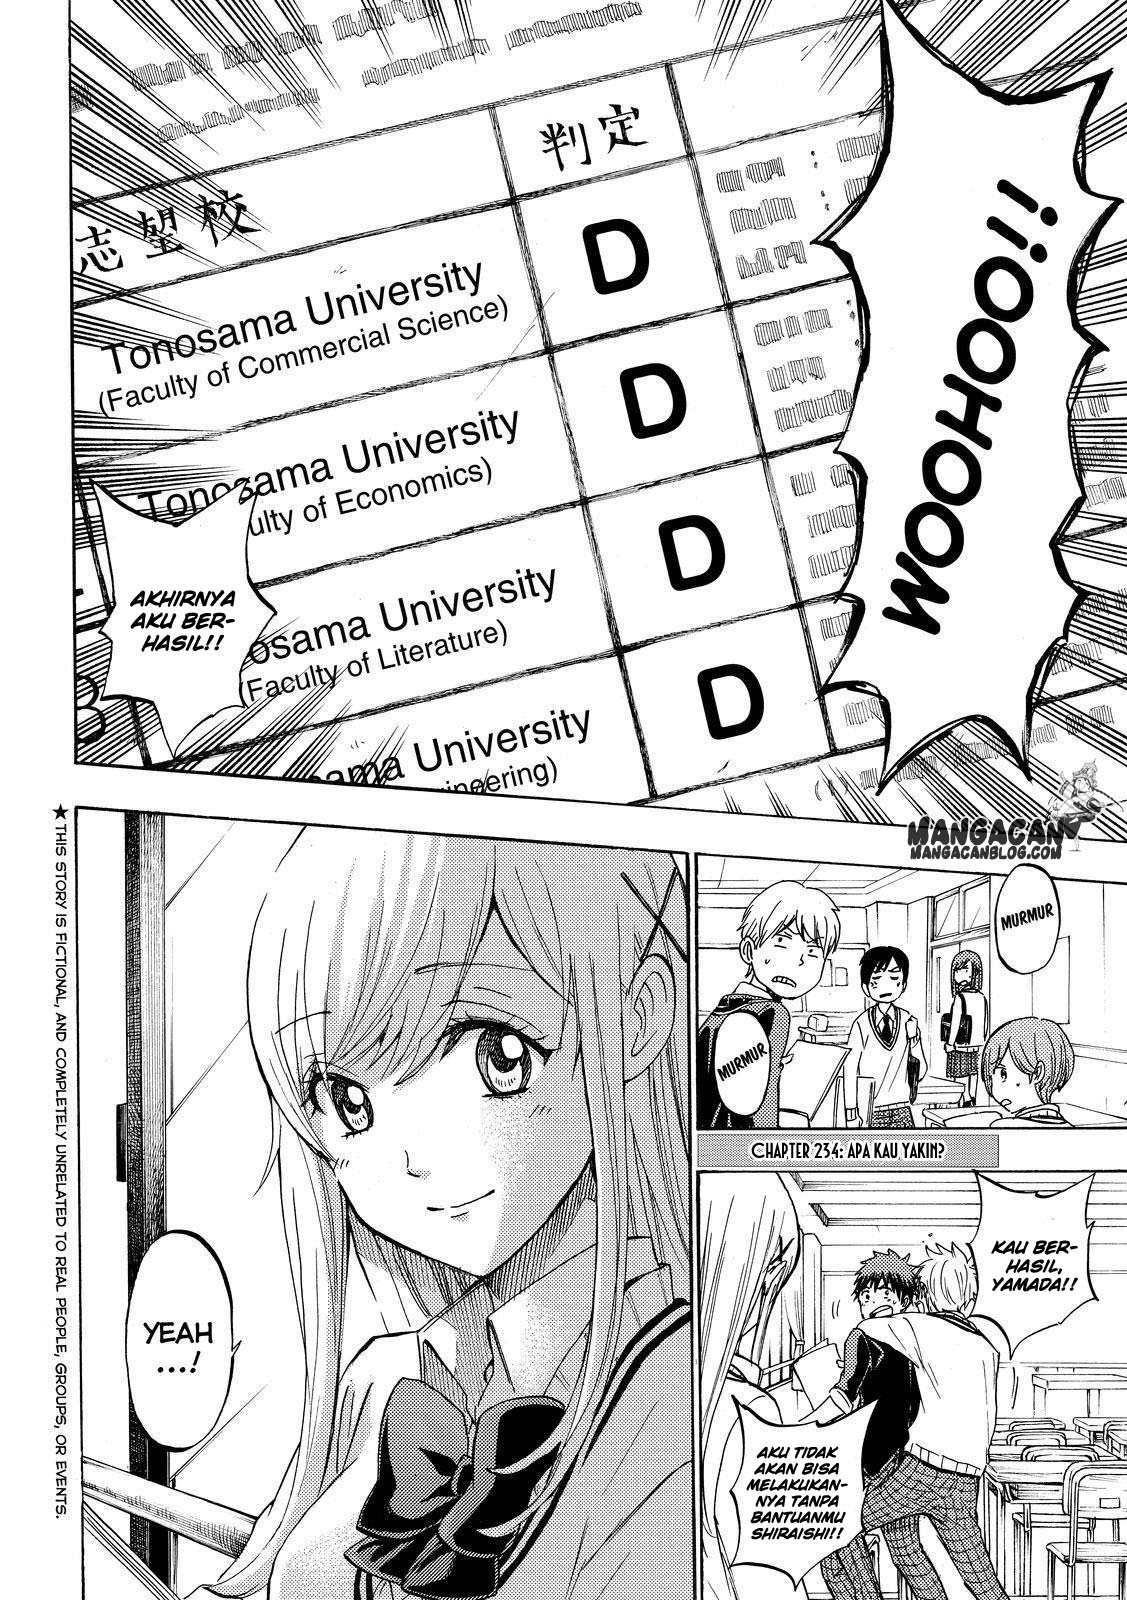 判定
志望校
Tonosama University
(Faculty of Commercial Science)
D
Tonosama University
ulty of Economics)
D
osama University
(Faculty of Literature)
D
ama University
ineering)
D
B
WOOHOO!!
AKHIRNYA
AKU BER-
HASIL!!
MANGACAN
MANGACANBLOG.COM
★THIS STORY IS FICTIONAL, AND COMPLETELY UNRELATED TO REAL PEOPLE, GROUPS, OR EVENTS.
MURMUR
MURMUR
CHAPTER 234: APA KAU YAKIN?
YEAH
....!
KAU BER-
HASIL,
YAMADA!!
AKU TIDAK
AKAN BISA
MELAKUKAN-
NYA TANPA
BANTUANMU
SHIRAISHI!!